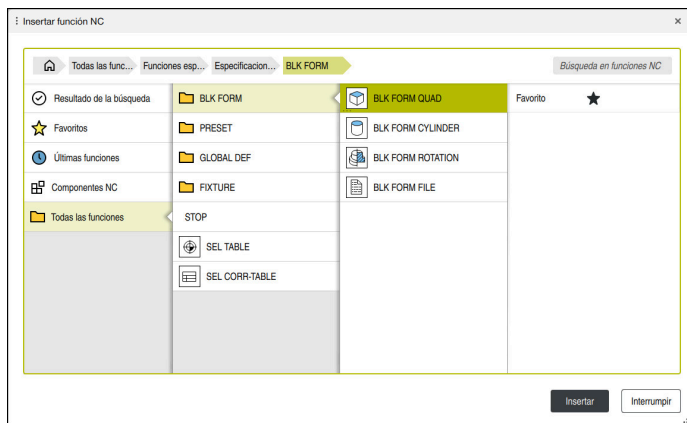 Insertar función NC
Todas las func... Funciones esp... Especificacion... BLK FORM
Búsqueda en funciones NC
Resultado de la búsqueda
Favoritos
Últimas funciones
Componentes NC
Todas las funciones
BLK FORM
PRESET
GLOBAL DEF
FIXTURE
STOP
SEL TABLE
SEL CORR-TABLE
BLK FORM QUAD
BLK FORM CYLINDER
BLK FORM ROTATION
BLK FORM FILE
Favorito
Insertar
Interrumpir